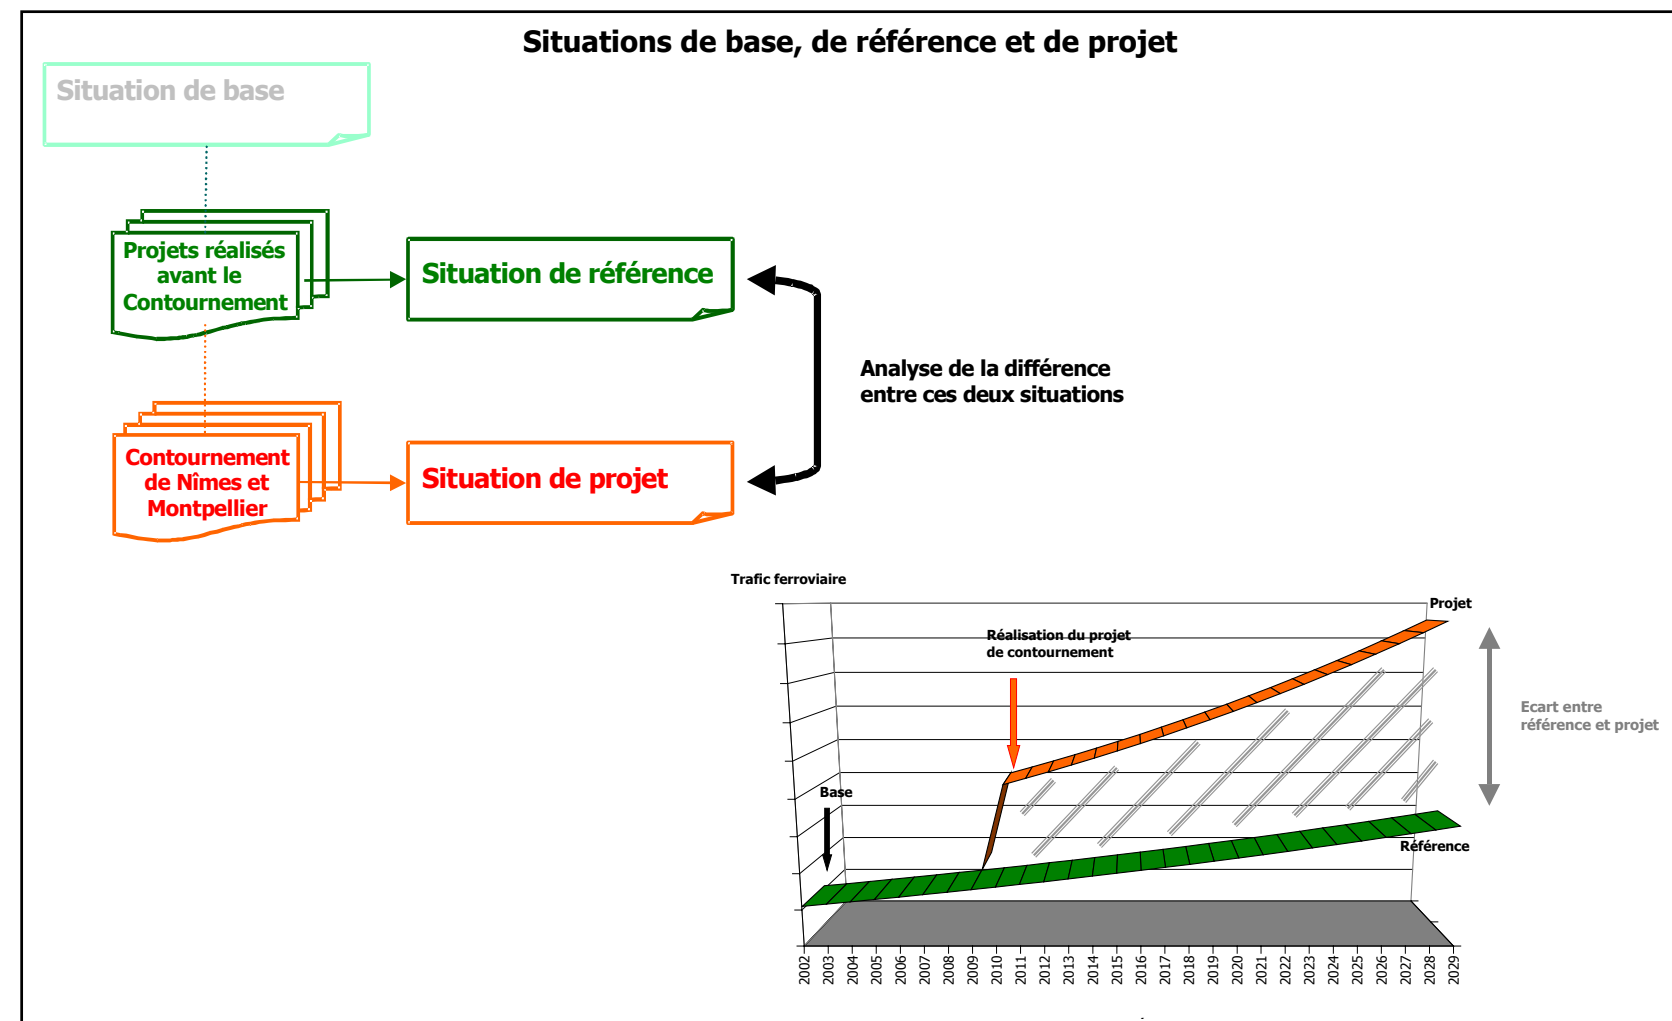 Situations de base, de référence et de projet
Situation de base
Projets réalisés
avant le
Contournement
Situation de référence
Analyse de la différence
entre ces deux situations
Contournement
de Nîmes et
Montpellier
Situation de projet
Trafic ferroviaire
Projet
Réalisation du projet
de contournement
Ecart entre
référence et projet
Base
Référence
2002
2003
2004
2005
2006
2007
2008
2009
2010
2011
2012
2013
2014
2015
2016
2017
2018
2019
2020
2021
2022
2023
2024
2025
2026
2027
2028
2029